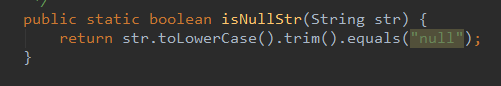 */
public static boolean isNullStr(String str) {
return str.toLowerCase().trim().equals("null");
}